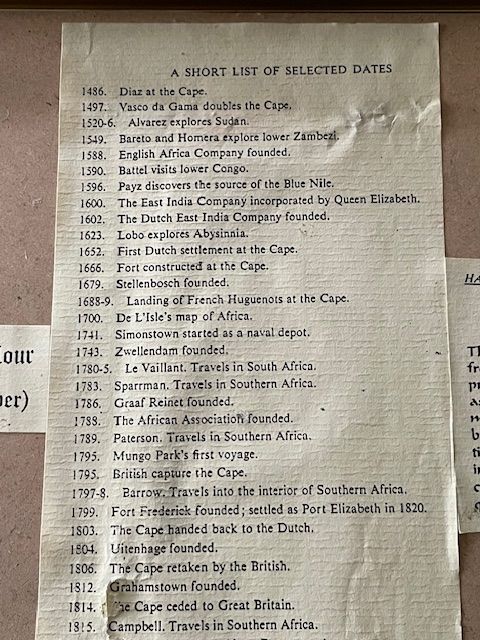 A SHORT LIST OF SELECTED DATES
1486. Diaz at the Cape.
1497. Vasco da Gama doubles the Cape.
1520-6. Alvarez explores Sudan.
1549. Bareto and Homera explore lower Zambezi.
1588. English Africa Company founded.
1590. Battel visits lower Congo.
1596. Payz discovers the source of the Blue Nile.
1600. The East India Company incorporated by Queen Elizabeth.
1602. The Dutch East India Company founded.
1623. Lobo explores Abysinnia.
1652. First Dutch settlement at the Cape.
1666. Fort constructed at the Cape.
1679. Stellenbosch founded.
1688-9. Landing of French Huguenots at the Cape.
1700. De L'Isle's map of Africa.
1741. Simonstown started as a naval depot.
1743. Zwellendam founded.
1780-5. Le Vaillant. Travels in South Africa.
1783. Sparrman. Travels in Southern Africa.
1786. Graaf Reinet founded.
1788. The African Association founded.
1789. Paterson. Travels in Southern Africa.
1795. Mungo Park's first voyage.
1795. British capture the Cape.
1797-8. Barrow. Travels into the interior of Southern Africa.
1799. Fort Frederick founded; settled as Port Elizabeth in 1820.
1803. The Cape handed back to the Dutch.
1804. Uitenhage founded.
1806. The Cape retaken by the British.
1812. Grahamstown founded.
1814. The Cape ceded to Great Britain.
1815. Campbell. Travels in Southern Africa.